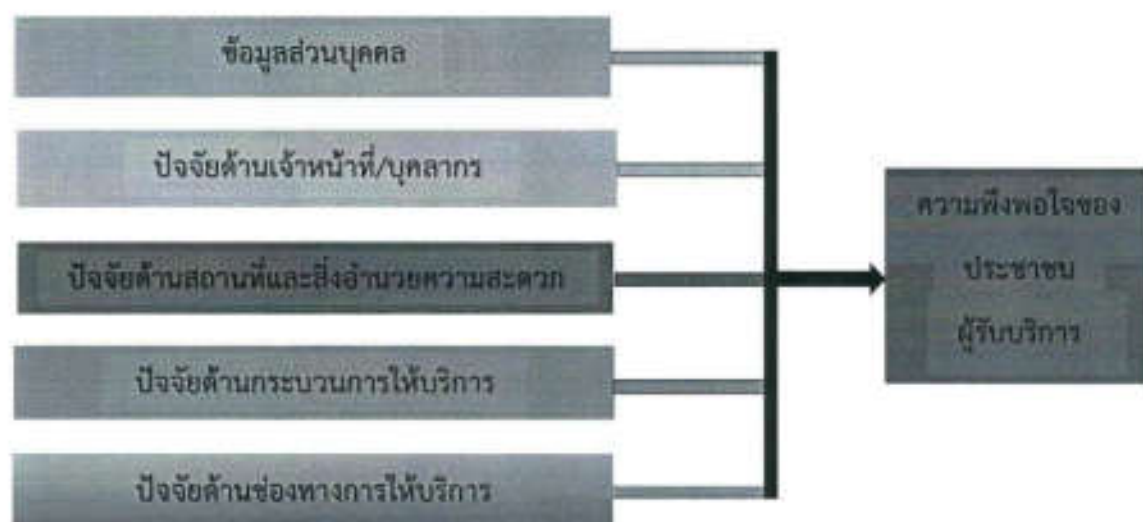 ข้อมูลส่วนบุคคล
ปัจจัยด้านเจ้าหน้าที่/บุคลากร
ปัจจัยด้านสถานที่และสิ่งอำนวยความสะดวก
ปัจจัยด้านกระบวนการให้บริการ
ปัจจัยด้านช่องทางการให้บริการ
ความพึงพอใจของ
ประชาชน
ผู้รับบริการ